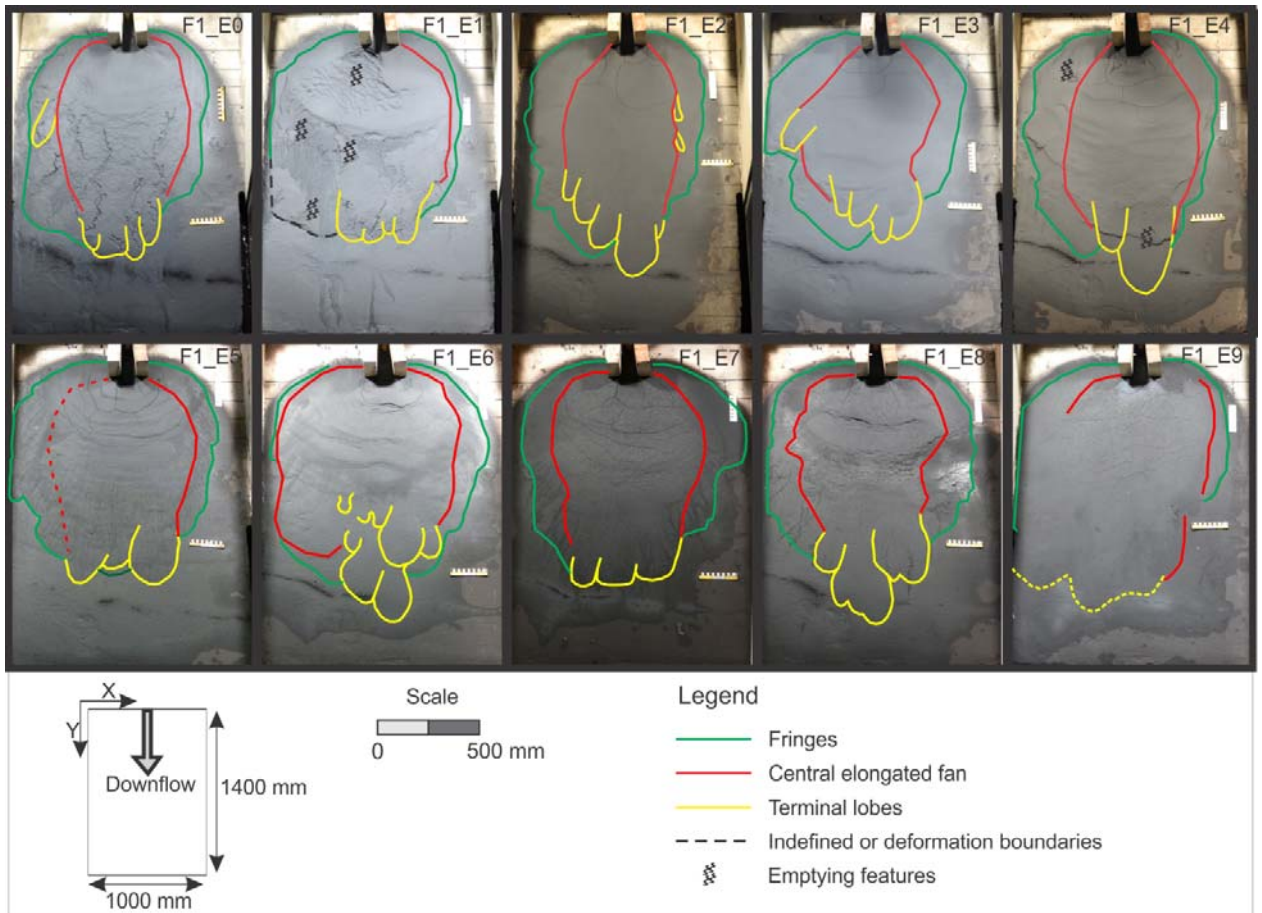 F1_E0 F1_E1 F1_E2 F1_E3 F1_E4
F1_E5 F1_E6 F1_E7 F1_E8 F1_E9
X
Y
Downflow
1400 mm
1000 mm
Scale
0 500 mm
Legend
Fringes
Central elongated fan
Terminal lobes
Indefined or deformation boundaries
Emptying features